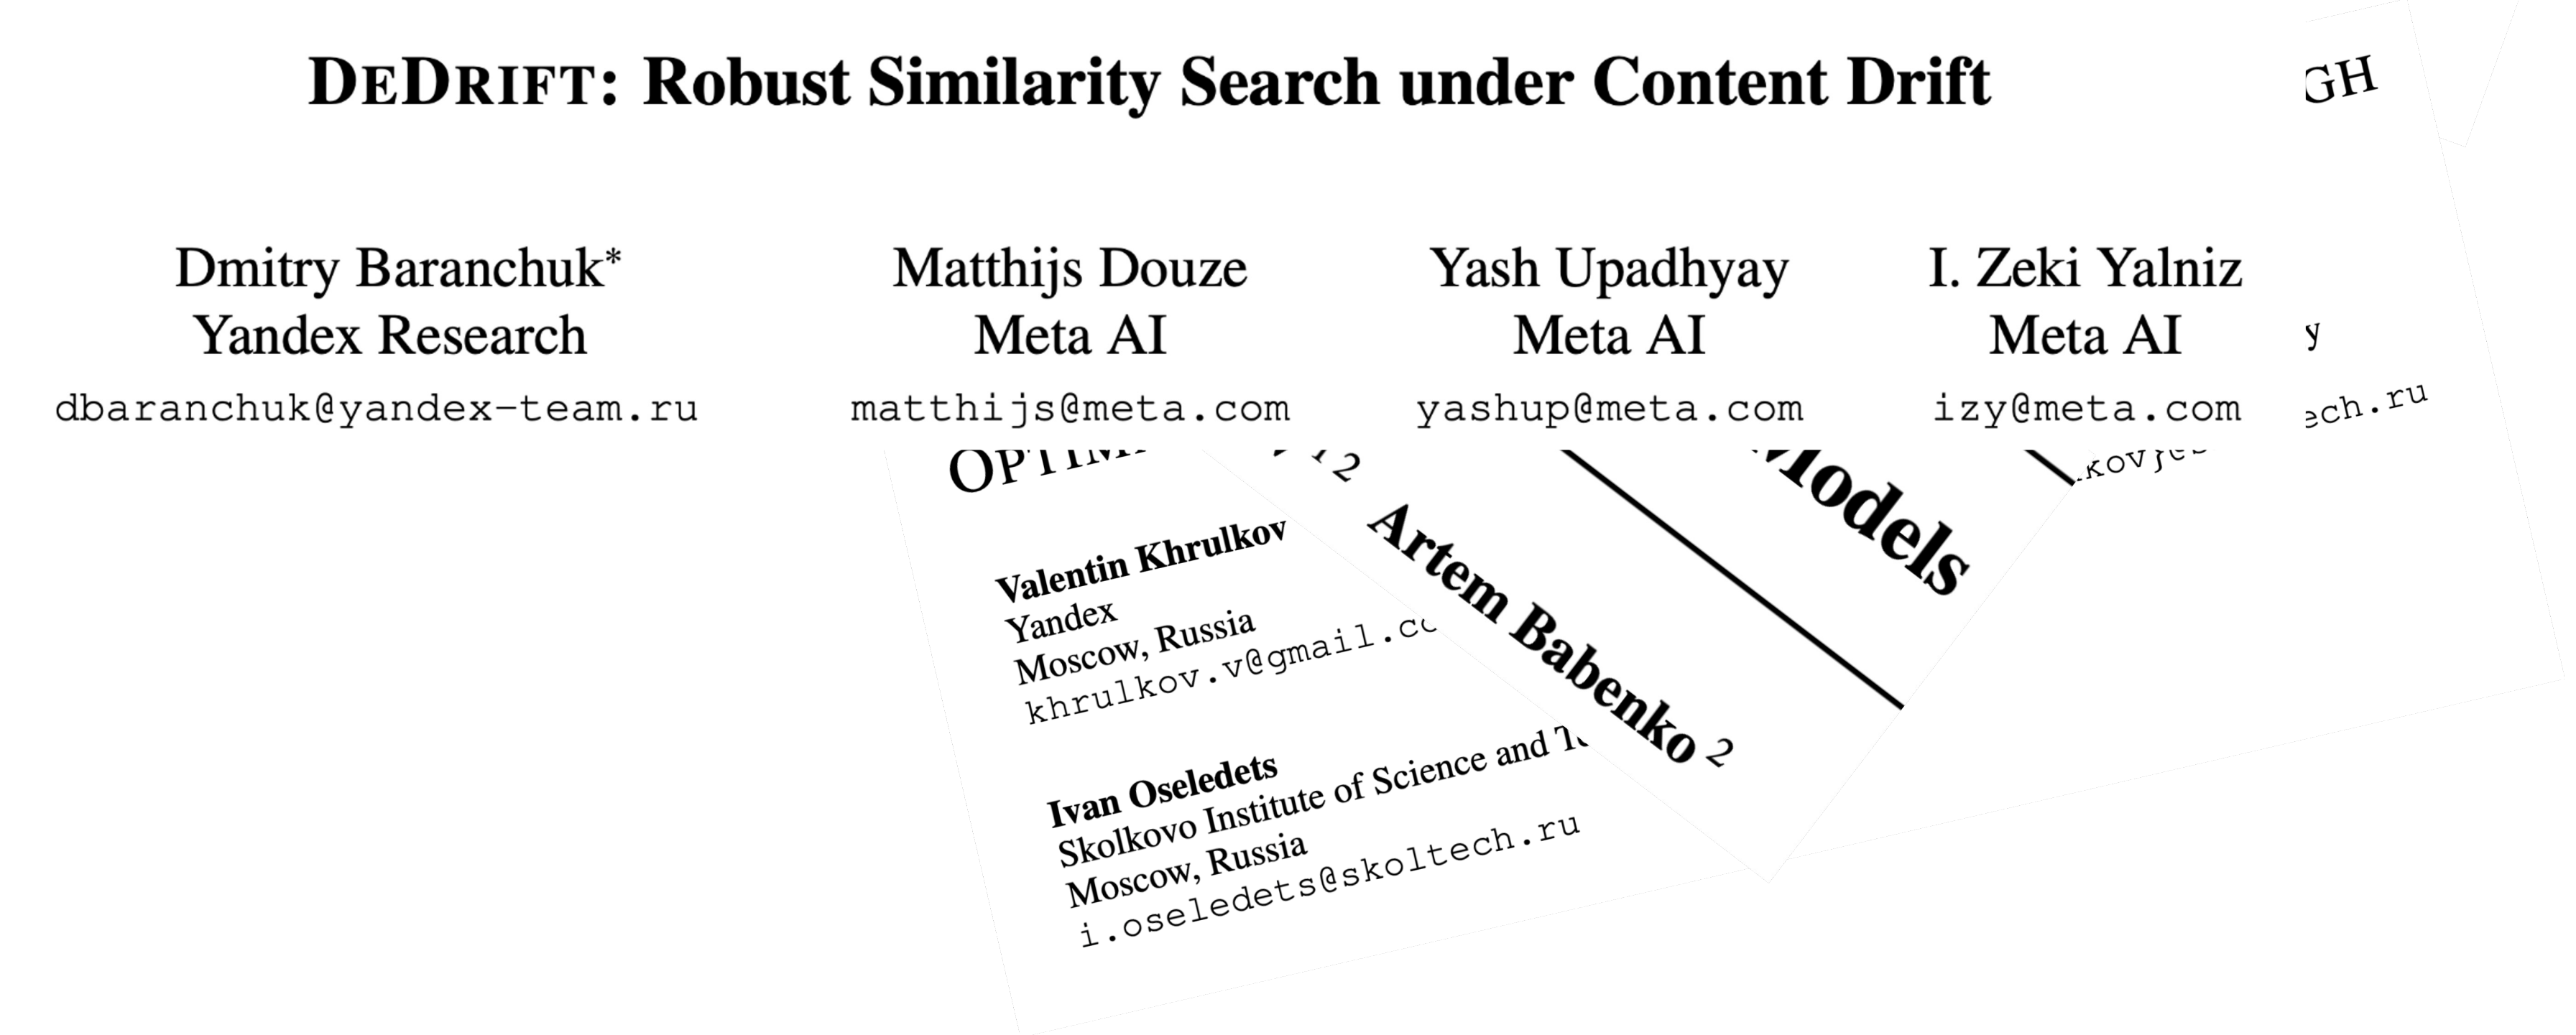 DEDRIFT: Robust Similarity Search under Content Drift
Dmitry Baranchuk* Matthijs Douze Yash Upadhyay I. Zeki Yalniz
Yandex Research Meta AI Meta AI Meta AI
dbaranchuk@yandex-team.ru matthijs@meta.com yashup@meta.com izy@meta.com
GH
y
ech.ru
Models
2
Artem Babenko 2
Valentin Khrulkov
Yandex
Moscow, Russia
khrulkov.v@gmail.c
Ivan Oseledets
Skolkovo Institute of Science and
Moscow, Russia
i.oseledets@skoltech.ru